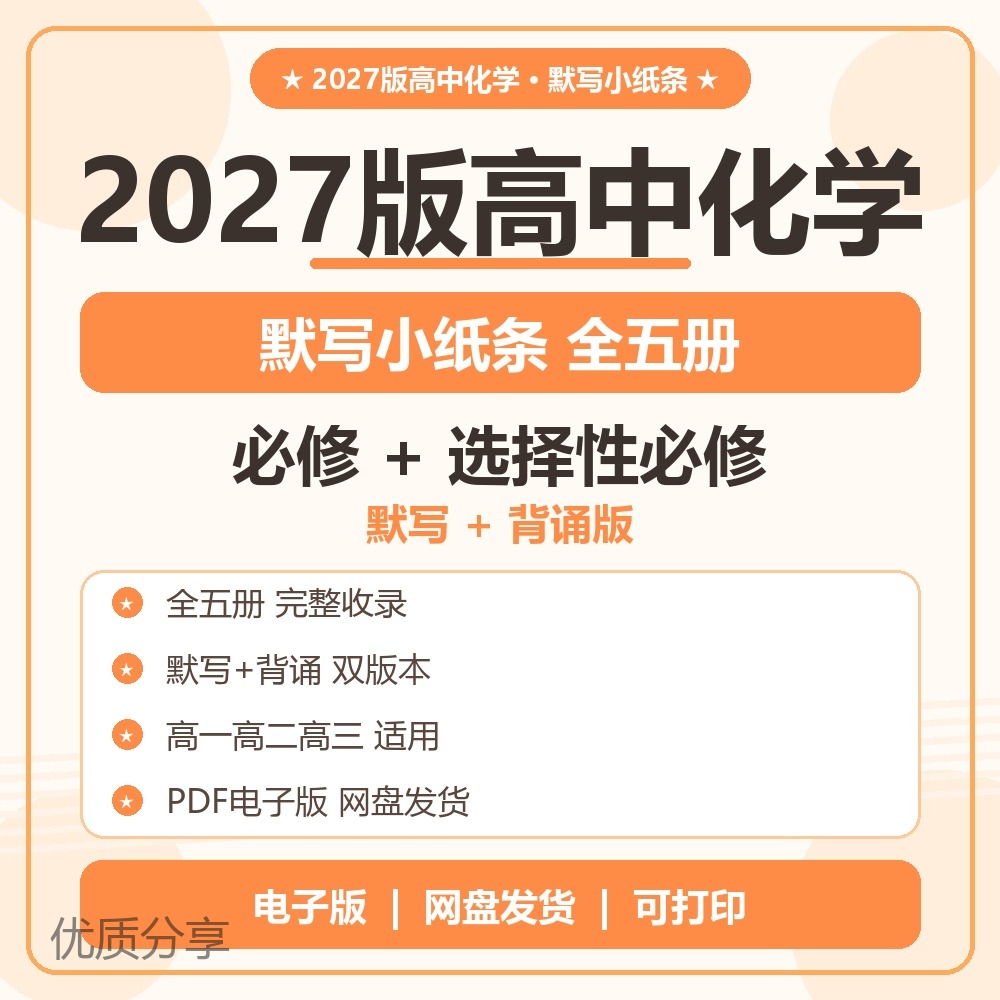 ★ 2027版高中化学 • 默写小纸条 ★
2027版高中化学
默写小纸条 全五册
必修 + 选择性必修
默写 + 背诵版
★ 全五册 完整收录
★ 默写+背诵 双版本
★ 高一高二高三 适用
★ PDF电子版 网盘发货
电子版 | 网盘发货 | 可打印
优质分享